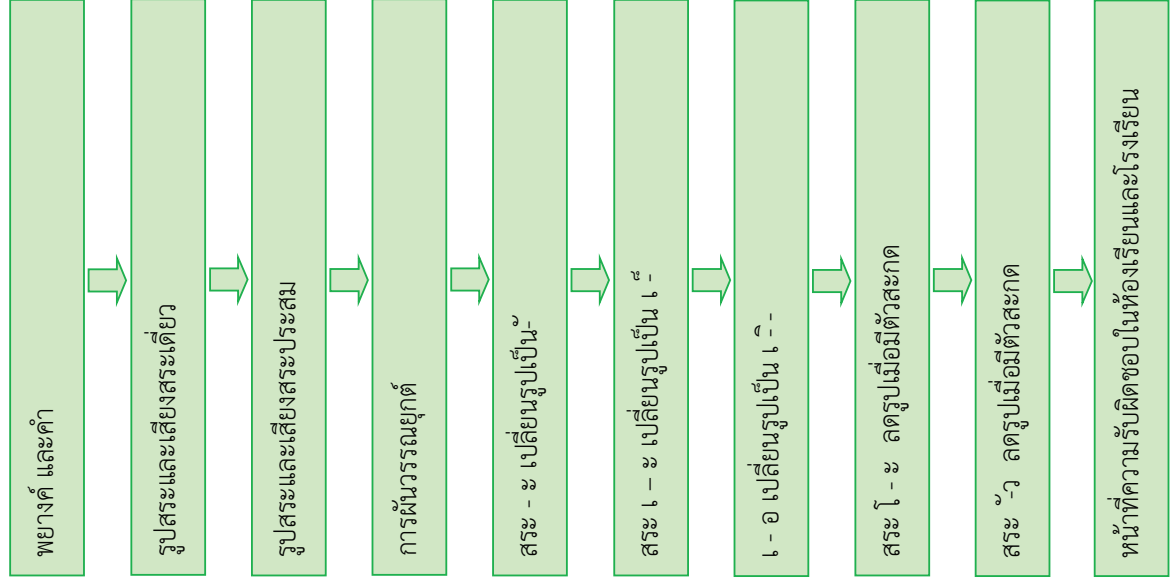 พยางค์ และคำ
รูปสระและเสียงสระเดี่ยว
รูปสระและเสียงสระประสม
การผันวรรณยุกต์
สระ - ะ เปลี่ยนรูปเป็น -ั
สระ เ – ะ เปลี่ยนรูปเป็น เ -็ -
เ - อ เปลี่ยนรูปเป็น เ -ิ -
สระ โ - ะ ลดรูปเมื่อมีตัวสะกด
สระ -ัว ลดรูปเมื่อมีตัวสะกด
หน้าที่ความรับผิดชอบในห้องเรียนและโรงเรียน